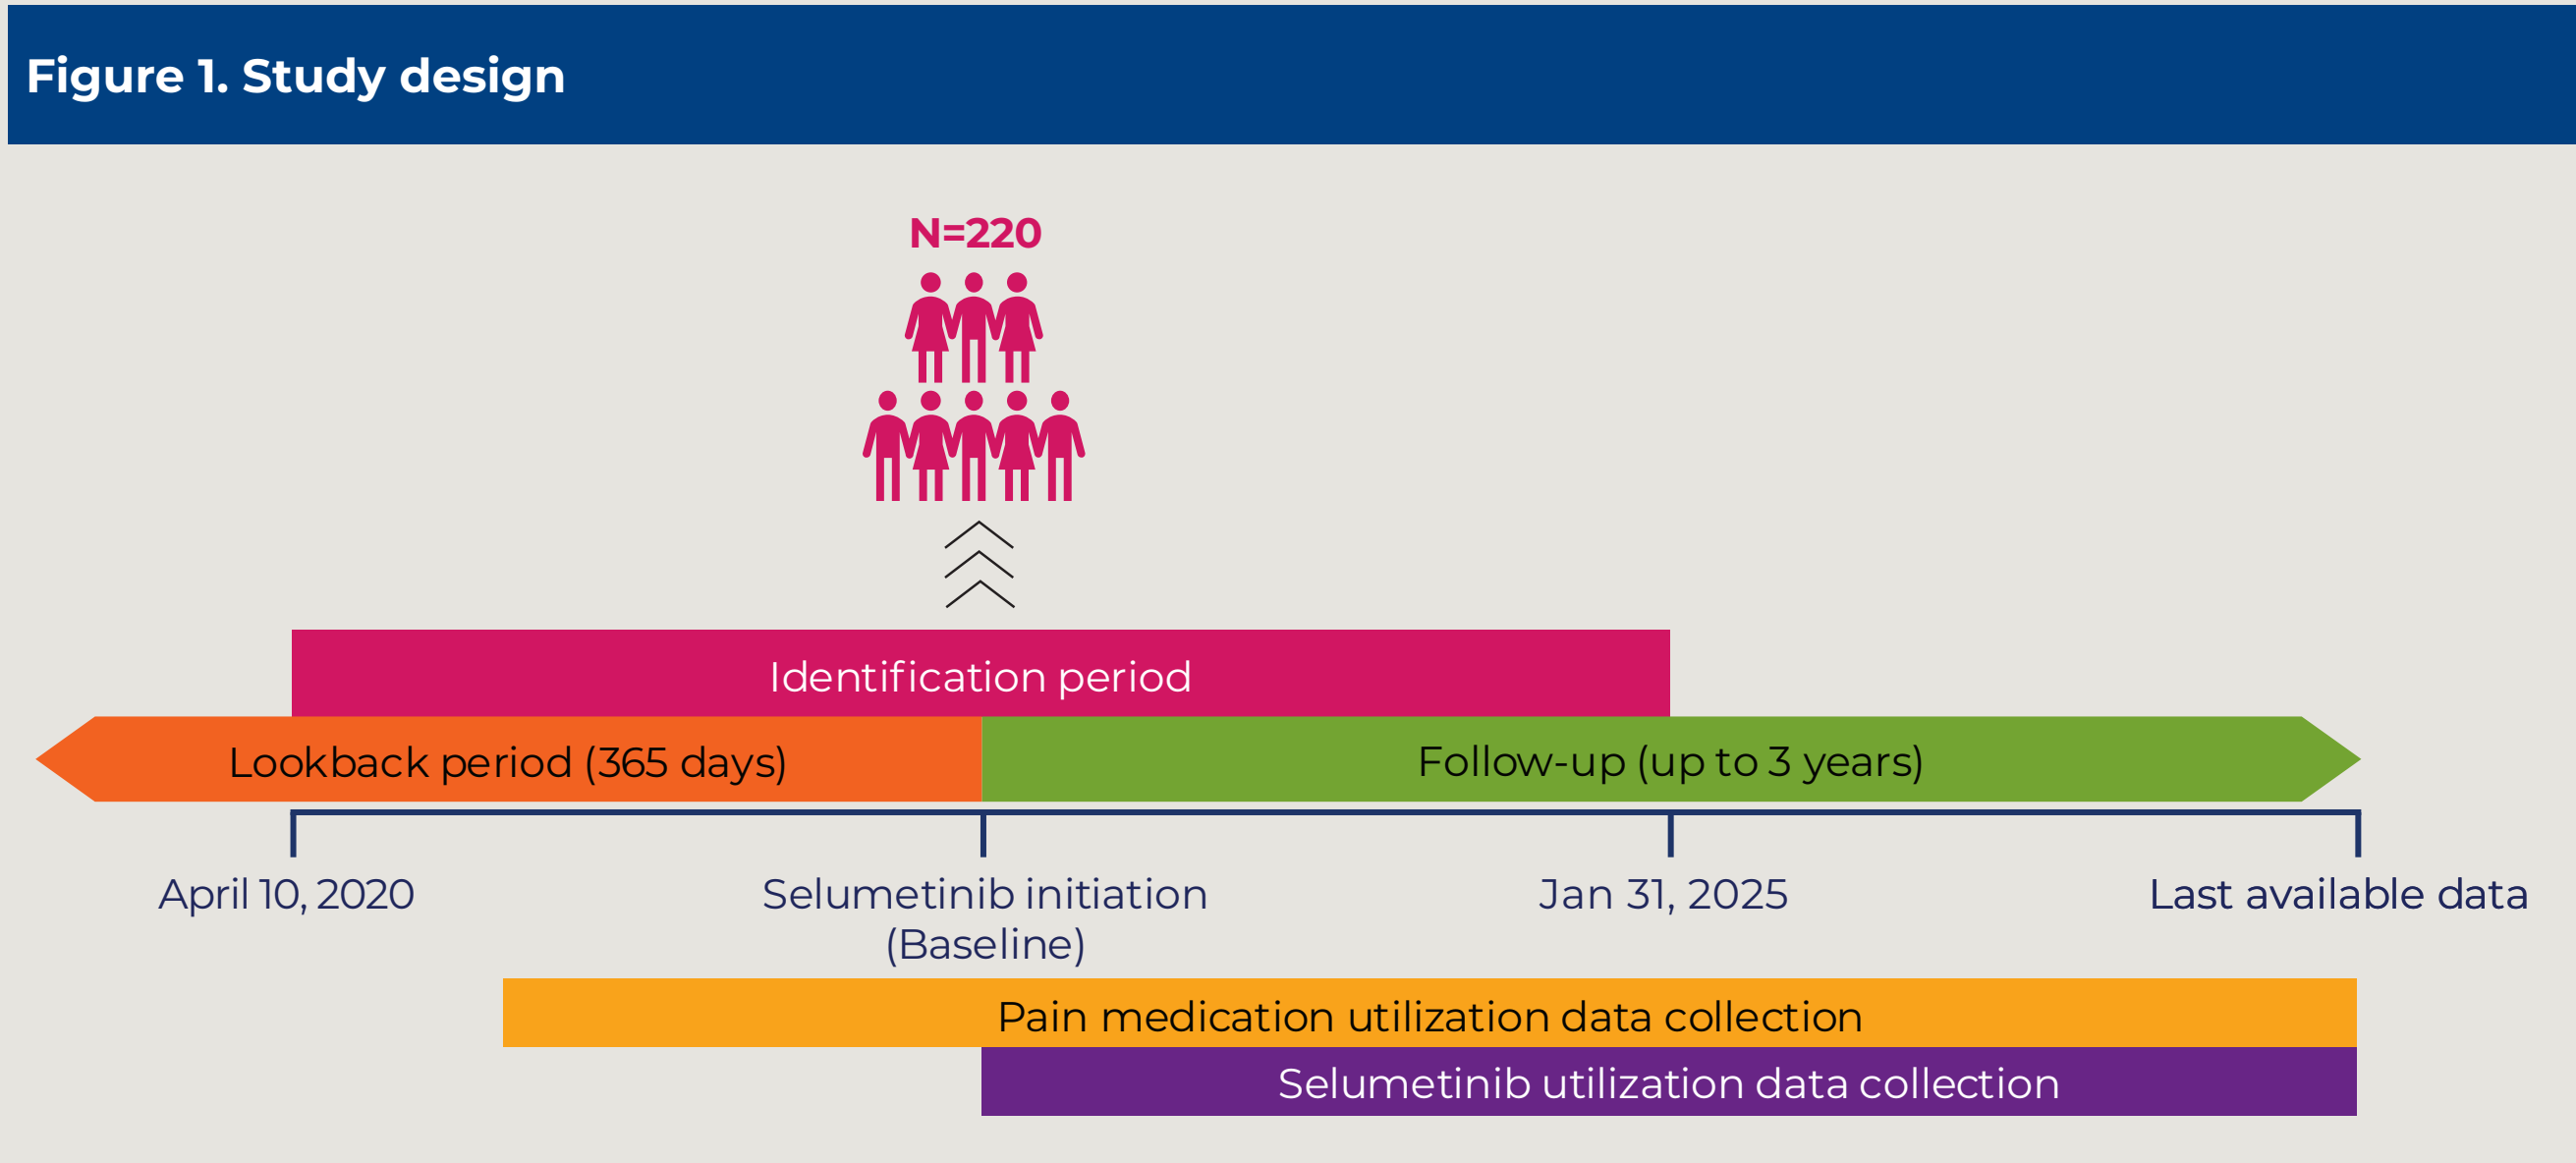 Figure 1. Study design
N=220
Identification period
Lookback period (365 days)
Follow-up (up to 3 years)
April 10, 2020
Selumetinib initiation
(Baseline)
Jan 31, 2025
Last available data
Pain medication utilization data collection
Selumetinib utilization data collection